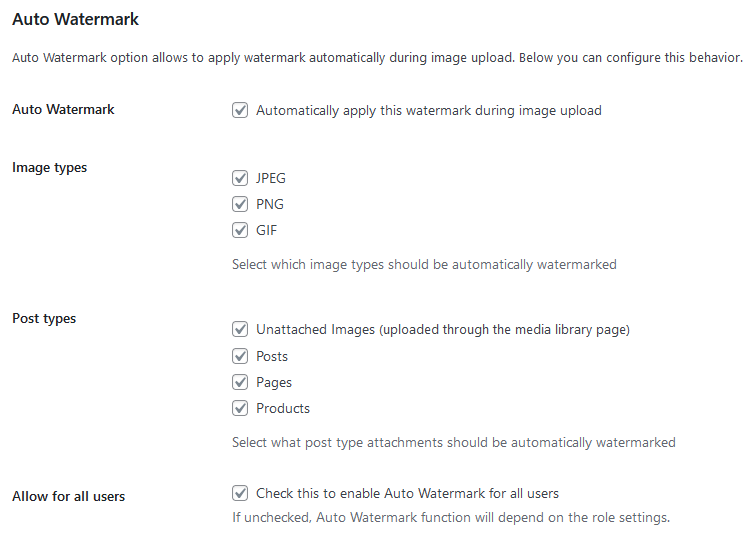 Auto Watermark
Auto Watermark option allows to apply watermark automatically during image upload. Below you can configure this behavior.
Auto Watermark
Automatically apply this watermark during image upload
Image types
JPEG
PNG
GIF
Select which image types should be automatically watermarked
Post types
Unattached Images (uploaded through the media library page)
Posts
Pages
Products
Select what post type attachments should be automatically watermarked
Allow for all users
Check this to enable Auto Watermark for all users
If unchecked, Auto Watermark function will depend on the role settings.